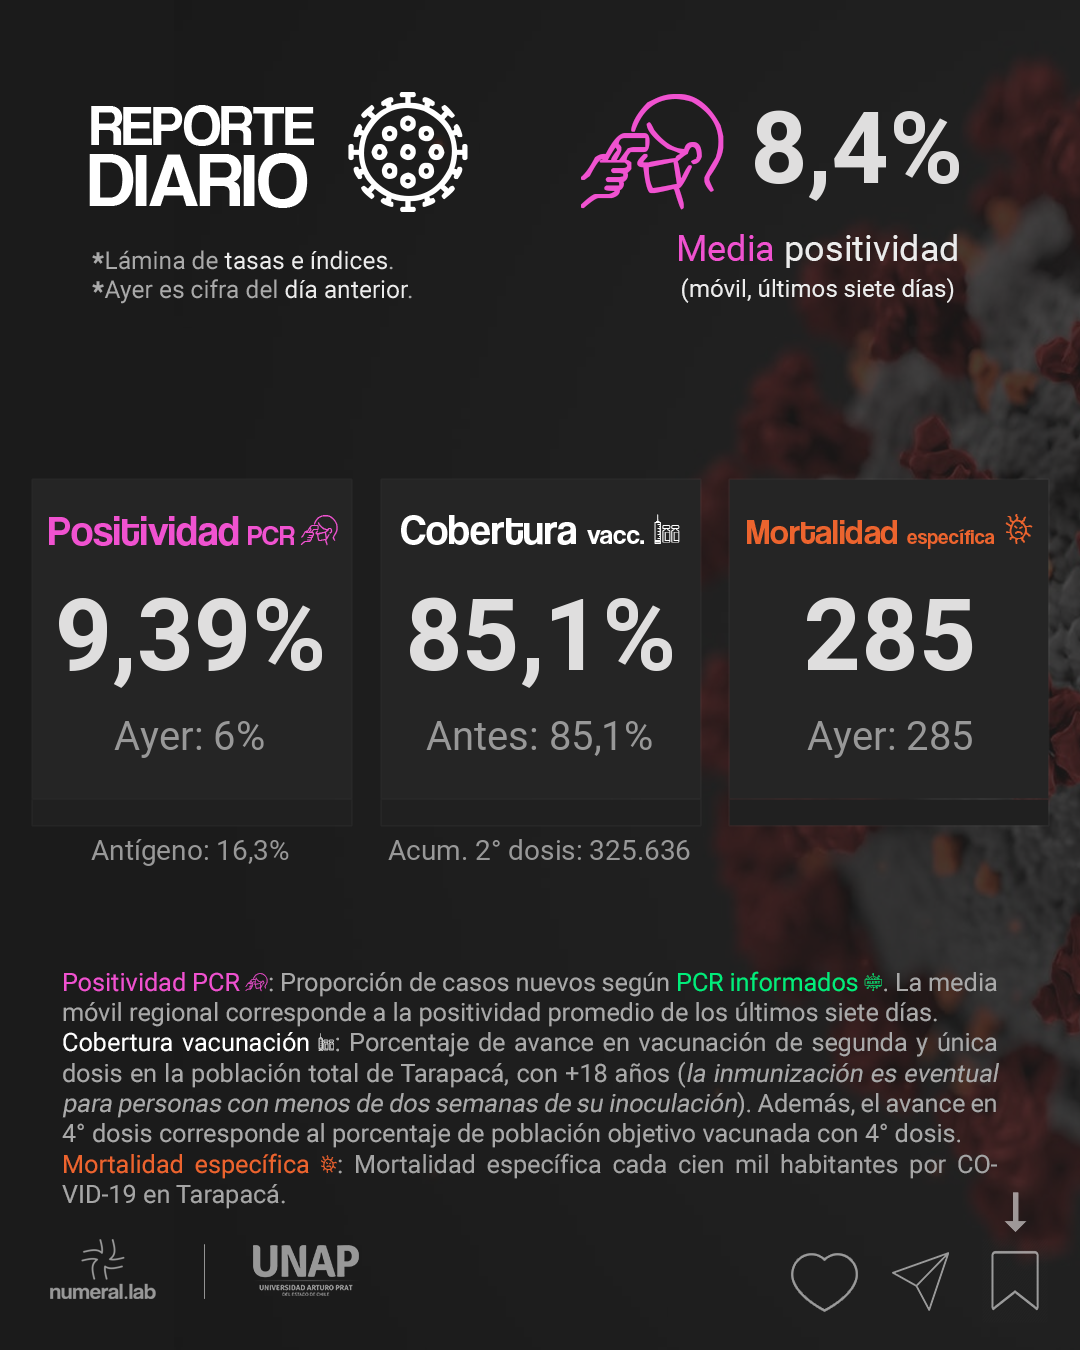 REPORTE
DIARIO
*Lámina de tasas e índices.
*Ayer es cifra del día anterior.
8,4%
Media positividad
(móvil, últimos siete días)
Positividad PCR
9,39%
Ayer: 6%
Antígeno: 16,3%
Cobertura vacc.
85,1%
Antes: 85,1%
Acum. 2° dosis: 325.636
Mortalidad específica
285
Ayer: 285
Positividad PCR : Proporción de casos nuevos según PCR informados . La media
móvil regional corresponde a la positividad promedio de los últimos siete días.
Cobertura vacunación : Porcentaje de avance en vacunación de segunda y única
dosis en la población total de Tarapacá, con +18 años (la inmunización es eventual
para personas con menos de dos semanas de su inoculación). Además, el avance en
4° dosis corresponde al porcentaje de población objetivo vacunada con 4° dosis.
Mortalidad específica : Mortalidad específica cada cien mil habitantes por CO-
VID-19 en Tarapacá.
numeral.lab
UNAP
UNIVERSIDAD ARTURO PRAT
DEL ESTADO DE CHILE